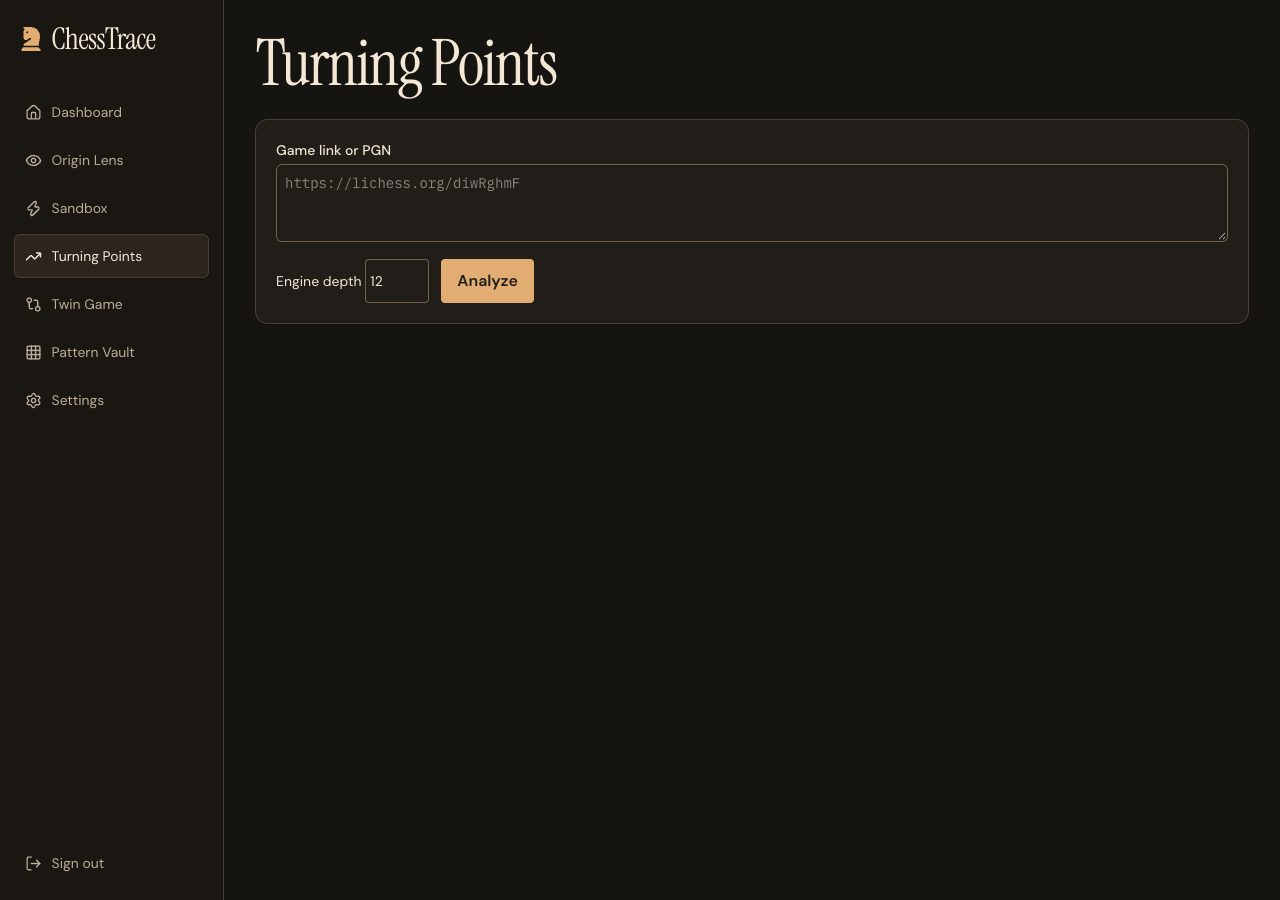 ChessTrace
Dashboard
Origin Lens
Sandbox
Turning Points
Twin Game
Pattern Vault
Settings
Sign out
Turning Points
Game link or PGN
https://lichess.org/diwRghmF
Engine depth 12 Analyze